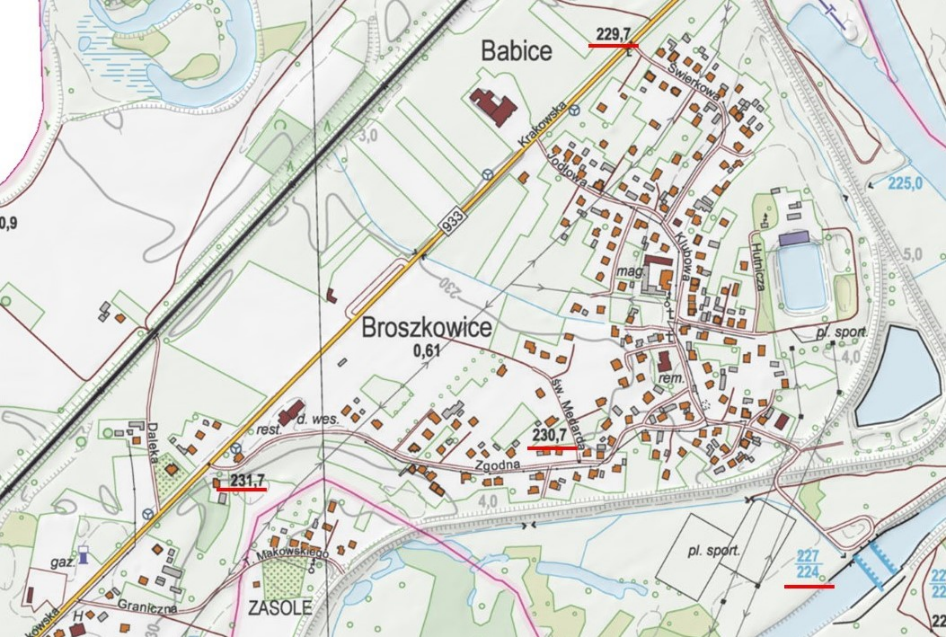 229,7
Babice
Świerkowa
Krakowska
3,0
Jodłowa
225,0
0,9
933
Klubowa
Hutnicza
5,0
mag.
230
Broszkowice
0,61
pl. sport.
4,0
rem.
św. Medarda
rest.
d. wes.
Daleka
230,7
Zgodna
231,7
4,0
pl. sport.
Makowskiego
227
224
gaz
Graniczna
ZASOLE
H